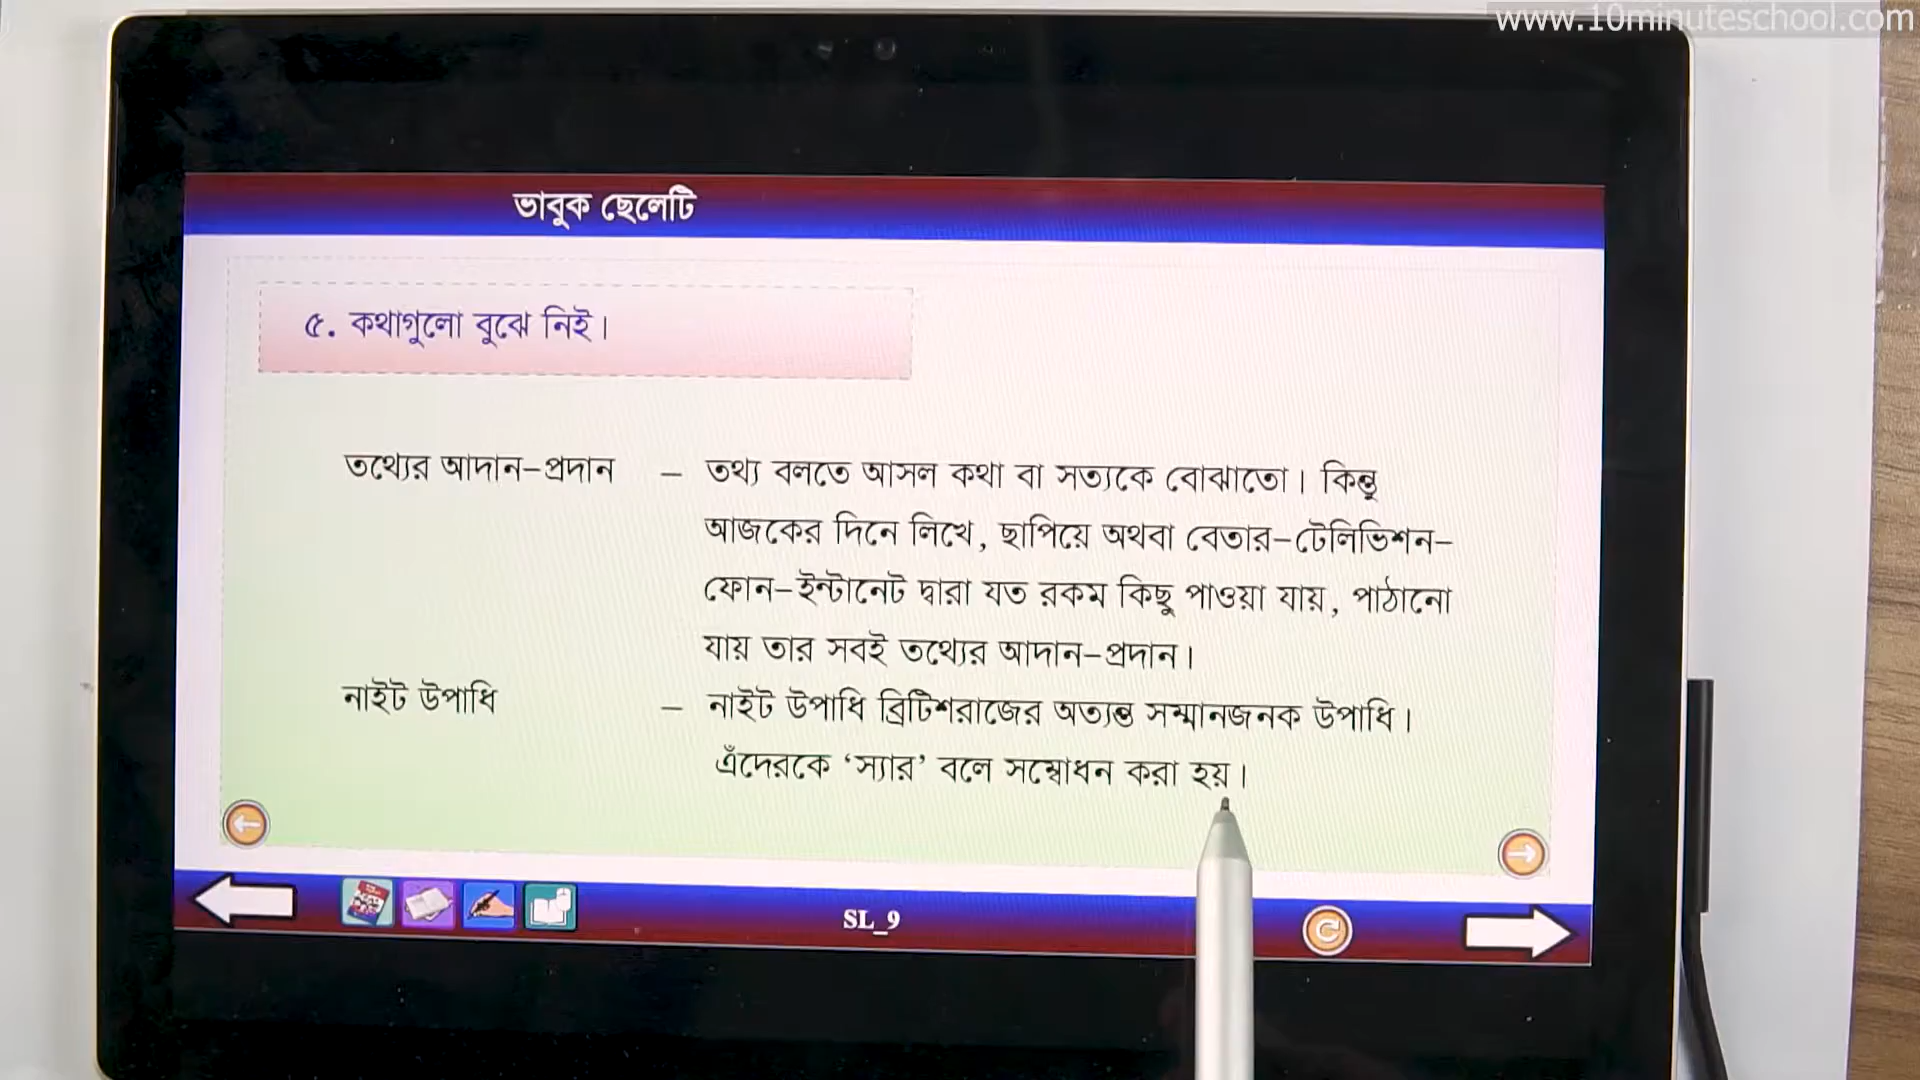 www.10minuteschool.com
ভাবুক ছেলেটি
৫. কথাগুলো বুঝে নিই।
তথ্যের আদান-প্রদান – তথ্য বলতে আসল কথা বা সত্যকে বোঝাতো। কিন্তু
আজকের দিনে লিখে, ছাপিয়ে অথবা বেতার-টেলিভিশন-
ফোন-ইন্টানেট দ্বারা যত রকম কিছু পাওয়া যায়, পাঠানো
যায় তার সবই তথ্যের আদান-প্রদান।
নাইট উপাধি – নাইট উপাধি ব্রিটিশরাজের অত্যন্ত সম্মানজনক উপাধি।
এঁদেরকে ‘স্যার’ বলে সম্বোধন করা হয়।
SL_9